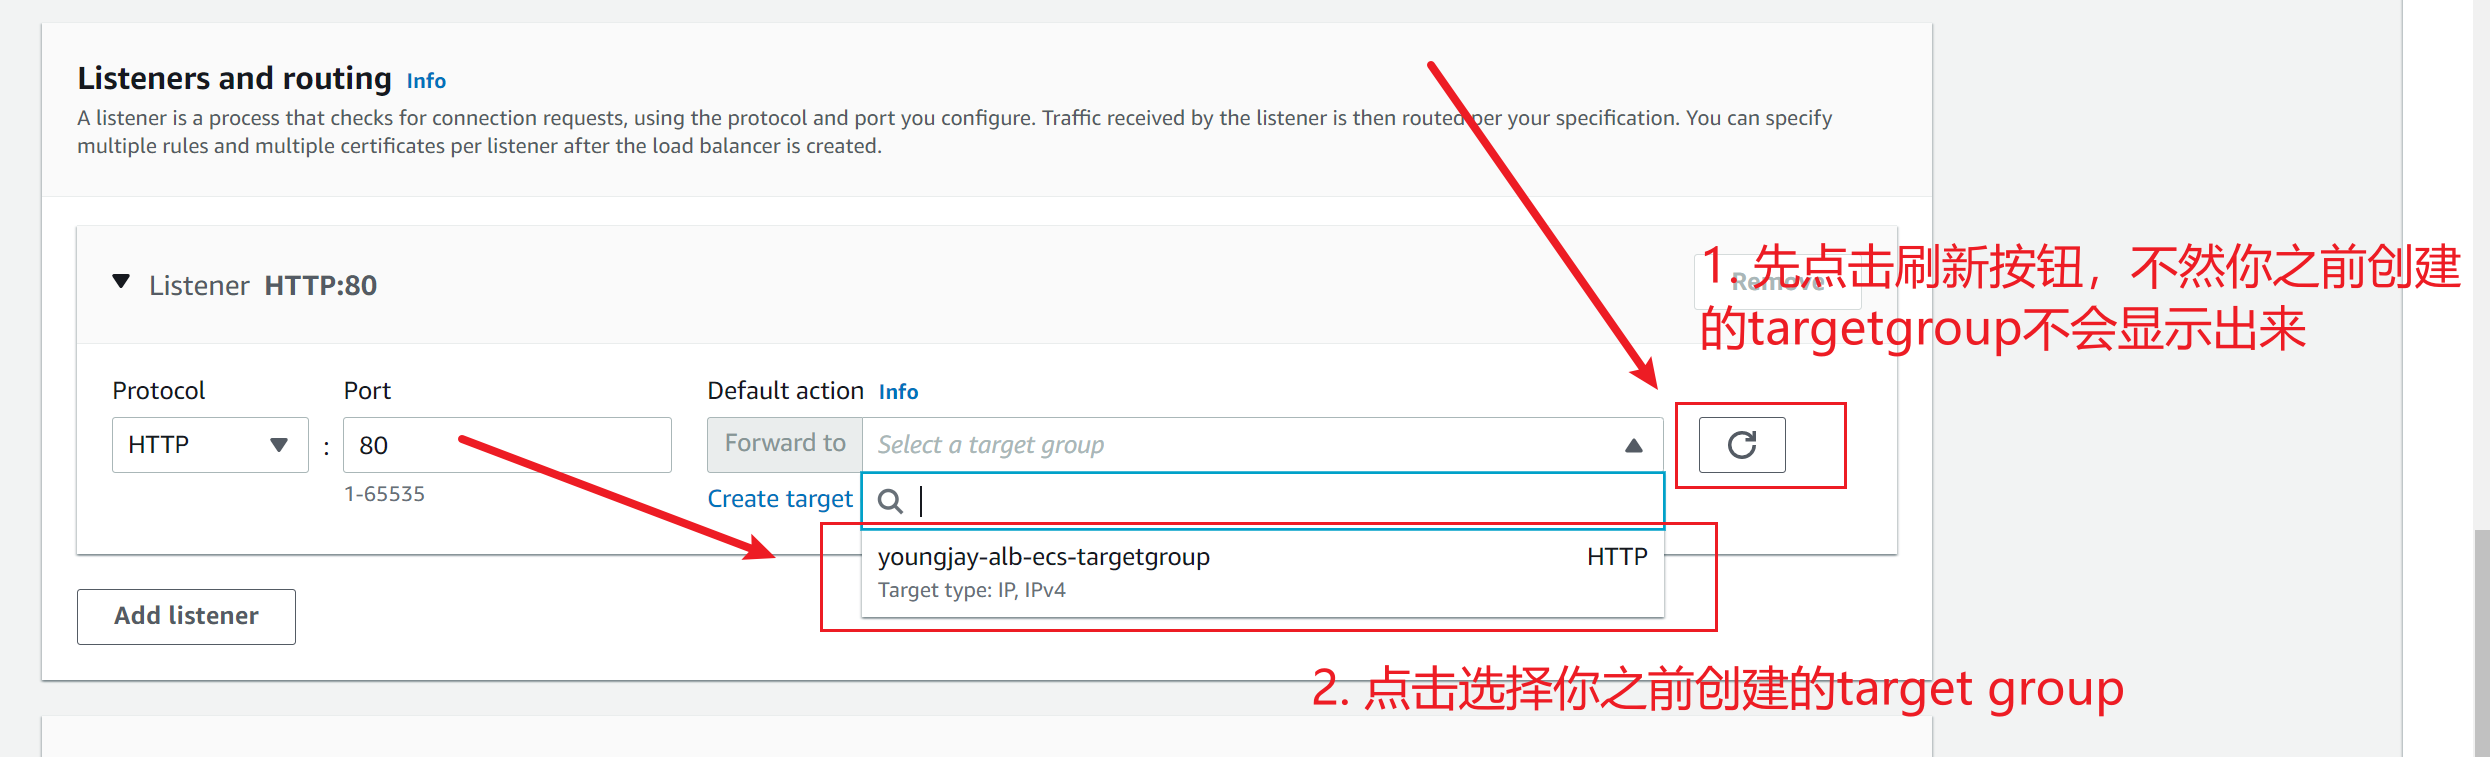 Listeners and routing Info
A listener is a process that checks for connection requests, using the protocol and port you configure. Traffic received by the listener is then routed per your specification. You can specify
multiple rules and multiple certificates per listener after the load balancer is created.
Listener HTTP:80
Remove
1. 先点击刷新按钮，不然你之前创建
的targetgroup不会显示出来
Protocol
Port
Default action Info
HTTP
:
80
Forward to
Select a target group
1-65535
Create target
youngjay-alb-ecs-targetgroup
HTTP
Target type: IP, IPv4
Add listener
2. 点击选择你之前创建的target group